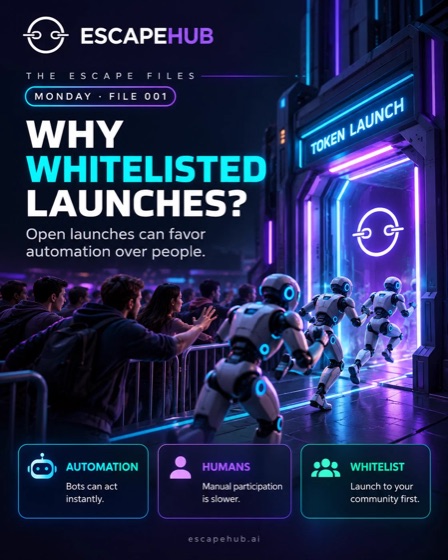 ESCAPEHUB
THE ESCAPE FILES
MONDAY · FILE 001
WHY
WHITELISTED
LAUNCHES?
Open launches can favor
automation over people.
TOKEN LAUNCH
AUTOMATION
Bots can act
instantly.
HUMANS
Manual participation
is slower.
WHITELIST
Launch to your
community first.
escapehub.ai